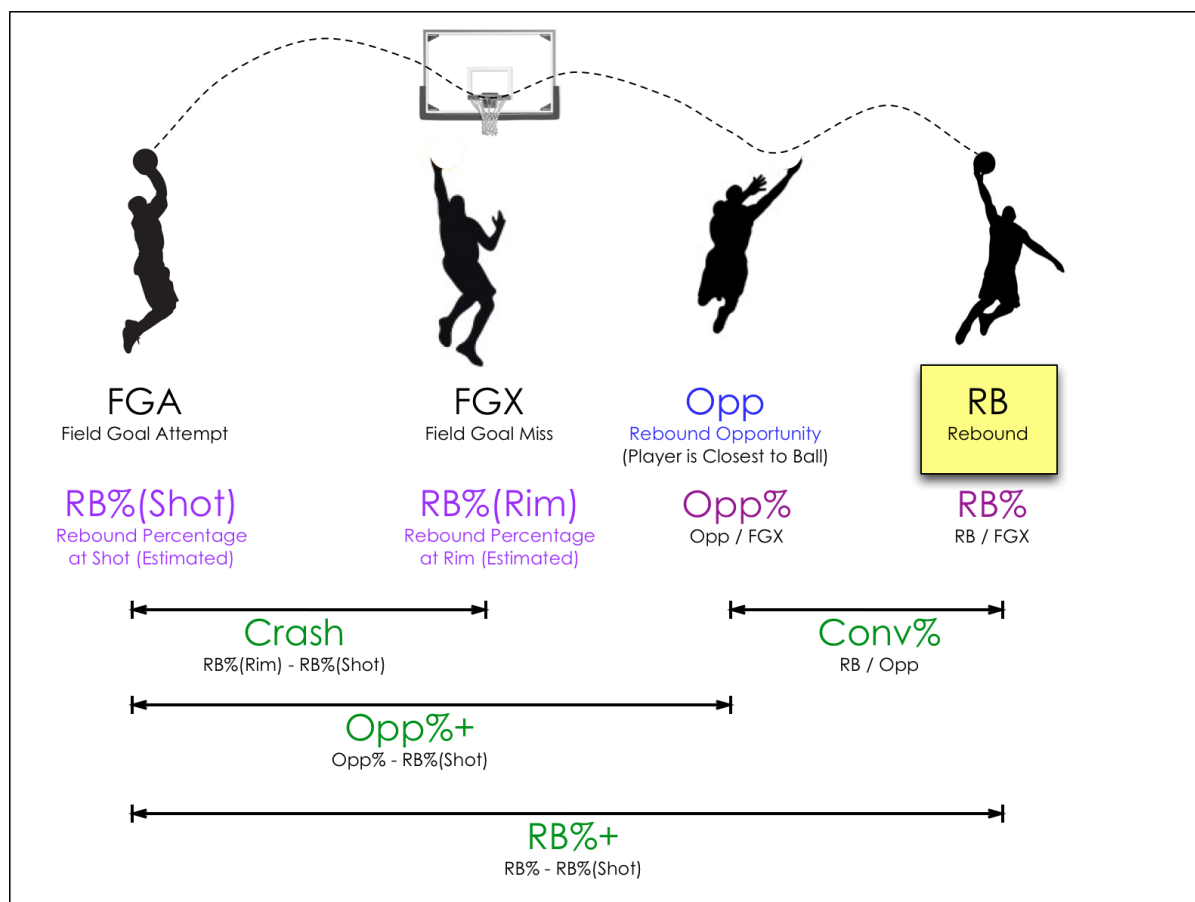 FGA
Field Goal Attempt
FGX
Field Goal Miss
Opp
Rebound Opportunity
(Player is Closest to Ball)
RB
Rebound
RB%(Shot)
Rebound Percentage
at Shot (Estimated)
RB%(Rim)
Rebound Percentage
at Rim (Estimated)
Opp%
Opp / FGX
RB%
RB / FGX
Crash
RB%(Rim) - RB%(Shot)
Conv%
RB / Opp
Opp%+
Opp% - RB%(Shot)
RB%+
RB% - RB%(Shot)